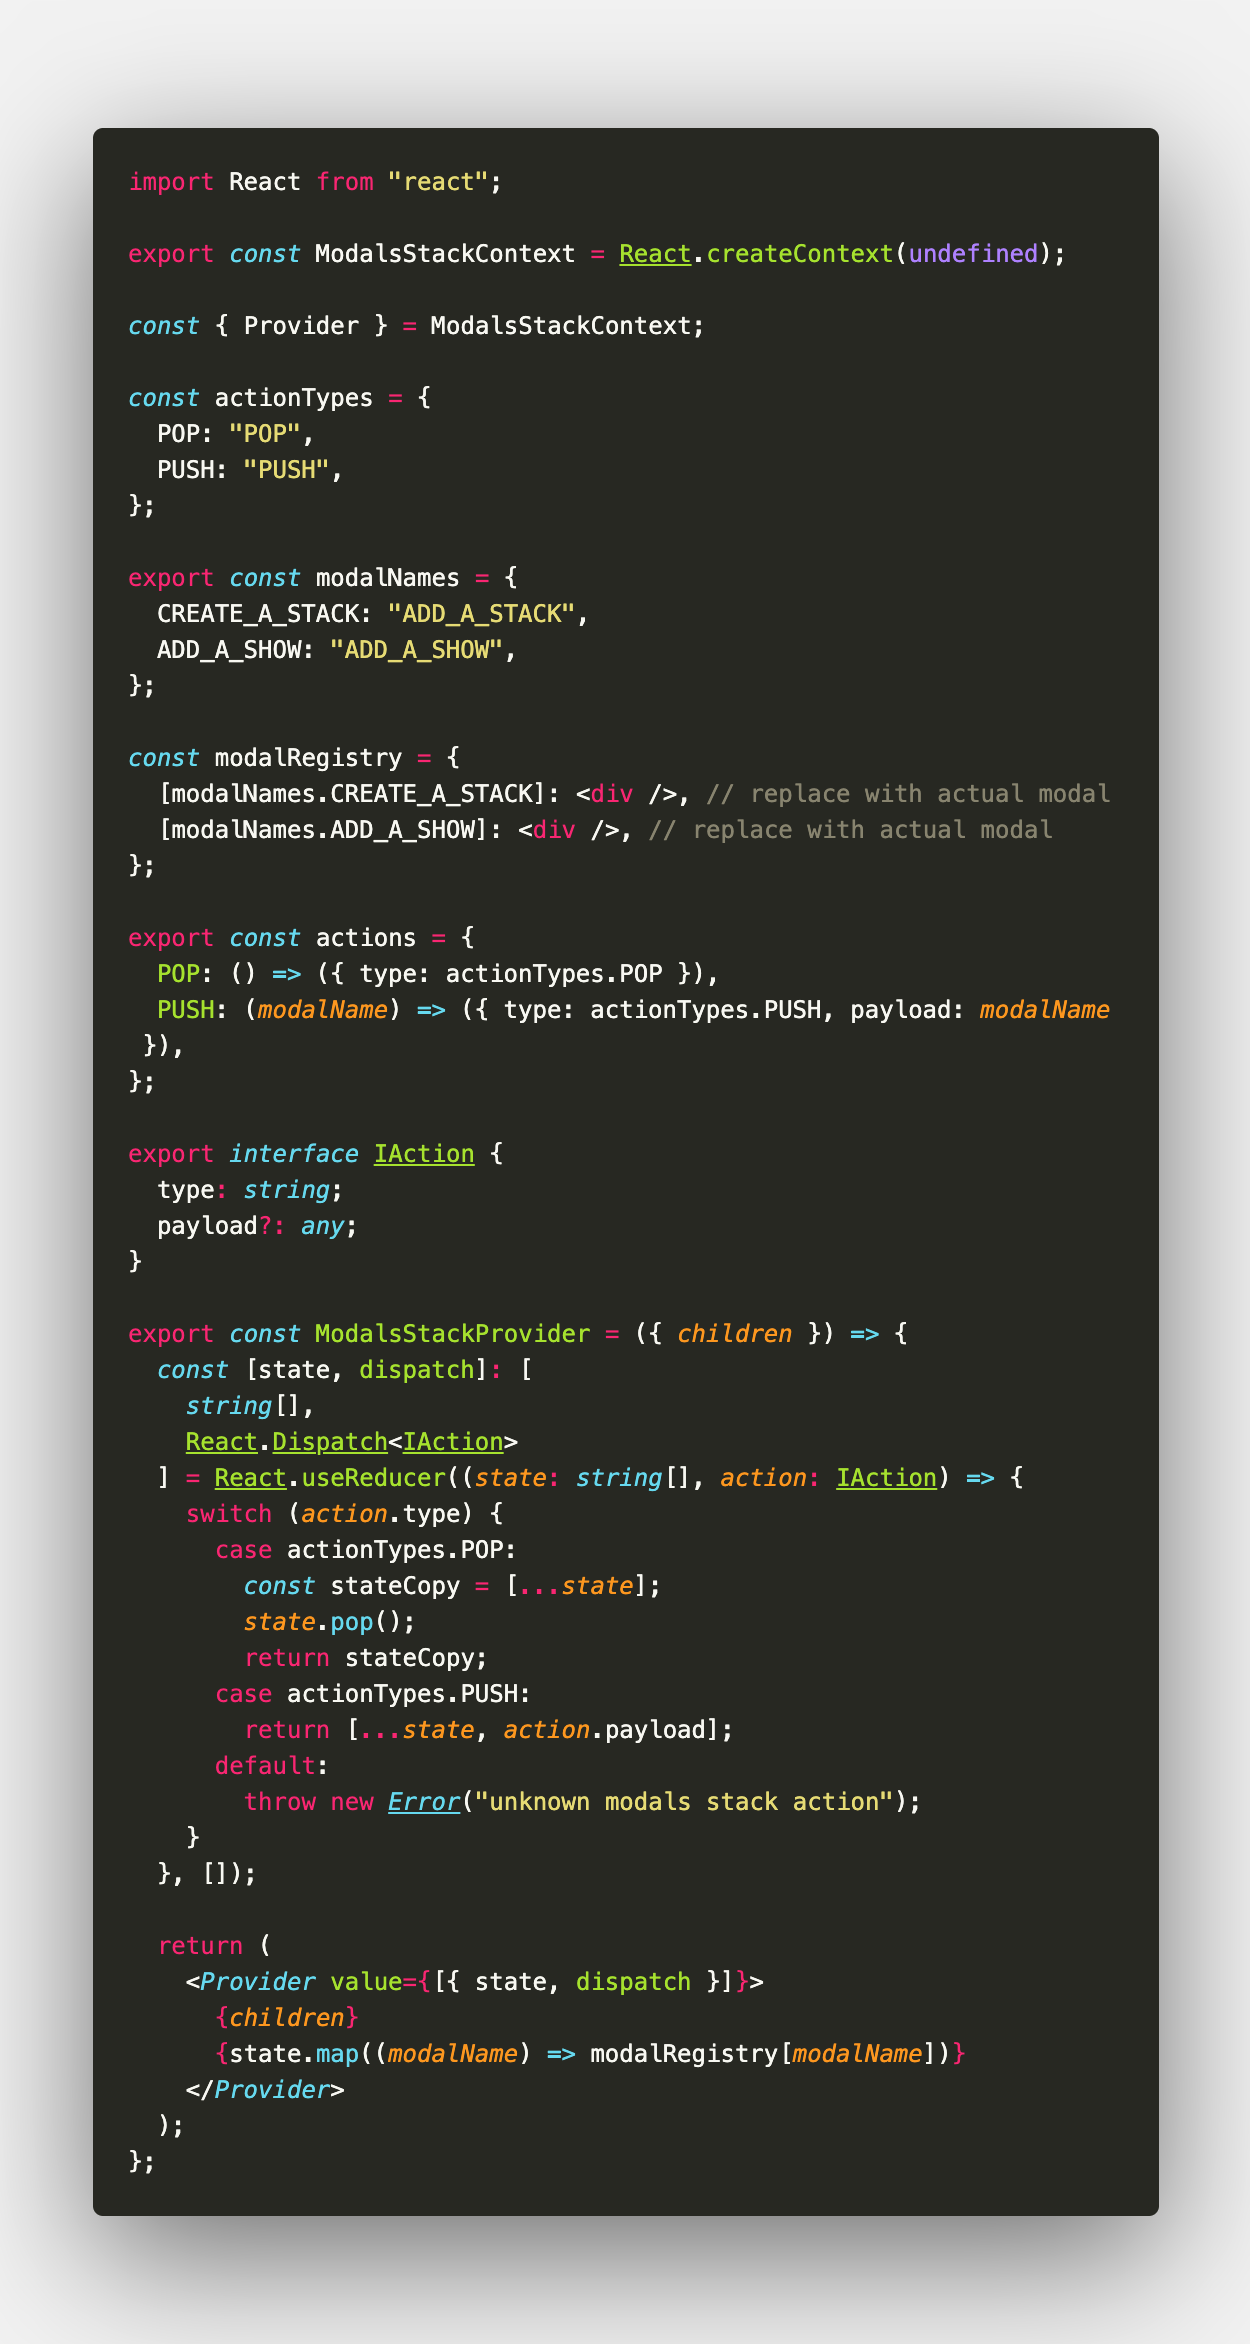 import React from "react";

export const ModalsStackContext = React.createContext(undefined);

const { Provider } = ModalsStackContext;

const actionTypes = {
  POP: "POP",
  PUSH: "PUSH",
};

export const modalNames = {
  CREATE_A_STACK: "ADD_A_STACK",
  ADD_A_SHOW: "ADD_A_SHOW",
};

const modalRegistry = {
  [modalNames.CREATE_A_STACK]: <div />, // replace with actual modal
  [modalNames.ADD_A_SHOW]: <div />, // replace with actual modal
};

export const actions = {
  POP: () => ({ type: actionTypes.POP }),
  PUSH: (modalName) => ({ type: actionTypes.PUSH, payload: modalName
 }),
};

export interface IAction {
  type: string;
  payload?: any;
}

export const ModalsStackProvider = ({ children }) => {
  const [state, dispatch]: [
    string[],
    React.Dispatch<IAction>
  ] = React.useReducer((state: string[], action: IAction) => {
    switch (action.type) {
      case actionTypes.POP:
        const stateCopy = [...state];
        state.pop();
        return stateCopy;
      case actionTypes.PUSH:
        return [...state, action.payload];
      default:
        throw new Error("unknown modals stack action");
    }
  }, []);

  return (
    <Provider value={[{ state, dispatch }]}>
      {children}
      {state.map((modalName) => modalRegistry[modalName])}
    </Provider>
  );
};